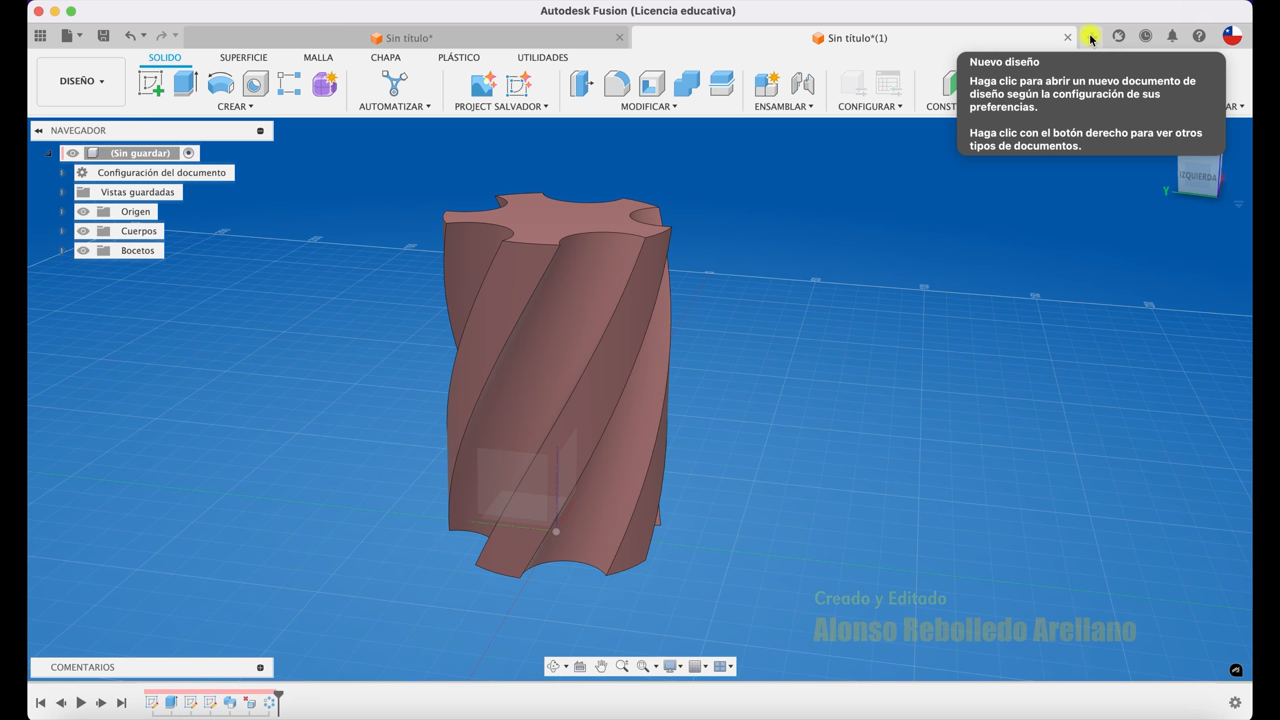 Autodesk Fusion (Licencia educativa)
Sin título*
Sin título*(1)
SOLIDO
SUPERFICIE
MALLA
CHAPA
PLÁSTICO
UTILIDADES
DISEÑO
CREAR
AUTOMATIZAR
PROJECT SALVADOR
MODIFICAR
ENSAMBLAR
CONFIGURAR
CONST
AR
Nuevo diseño
Haga clic para abrir un nuevo documento de
diseño según la configuración de sus
preferencias.
Haga clic con el botón derecho para ver otros
tipos de documentos.
NAVEGADOR
(Sin guardar)
Configuración del documento
Vistas guardadas
Origen
Cuerpos
Bocetos
IZQUIERDA
Y
Creado y Editado
Alonso Rebolledo Arellano
COMENTARIOS